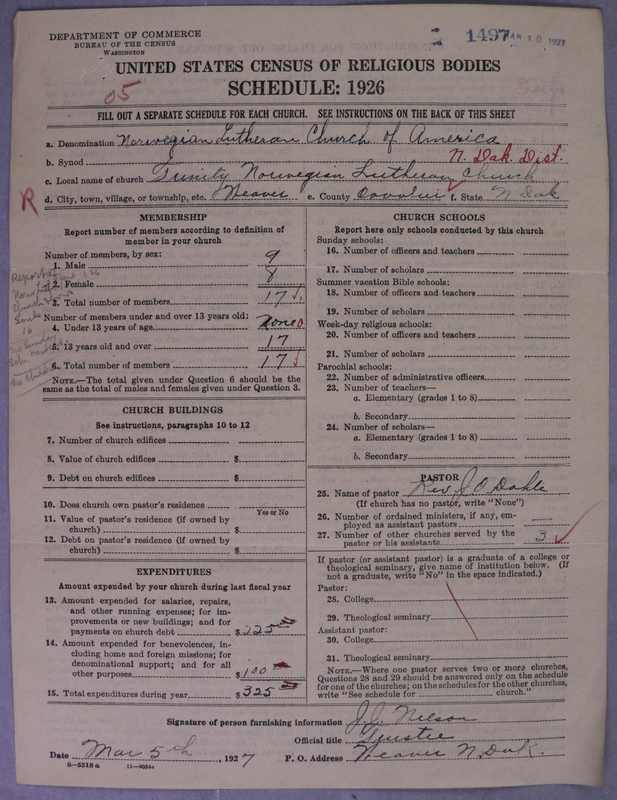 DEPARTMENT OF COMMERCE
BUREAU OF THE CENSUS
WASHINGTON
1497
MAR 10 1927
UNITED STATES CENSUS OF RELIGIOUS BODIES
SCHEDULE: 1926
05
FILL OUT A SEPARATE SCHEDULE FOR EACH CHURCH. SEE INSTRUCTIONS ON THE BACK OF THIS SHEET
a. Denomination Norwegian Lutheran Church of America
b. Synod N. Dak. Dist.
c. Local name of church Trinity Norwegian Lutheran Church
R d. City, town, village, or township, etc. Weaver e. County Cavalier f. State N Dak
MEMBERSHIP
Report number of members according to definition of
member in your church
Number of members, by sex:
1. Male 9
2. Female 8
3. Total number of members 17
Number of members under and over 13 years old:
4. Under 13 years of age None 0
5. 13 years old and over 17
6. Total number of members 17
NOTE.—The total given under Question 6 should be
same as the total of males and females given under Question 3.
CHURCH BUILDINGS
See instructions, paragraphs 10 to 12
7. Number of church edifices
8. Value of church edifices $
9. Debt on church edifices $
10. Does church own pastor's residence
Yes or No
11. Value of pastor's residence (if owned by
church) $
12. Debt on pastor's residence (if owned by
church) $
EXPENDITURES
Amount expended by your church during last fiscal year
13. Amount expended for salaries, repairs,
and other running expenses; for im-
provements or new buildings; and for
payments on church debt $ 225
14. Amount expended for benevolences, in-
cluding home and foreign missions; for
denominational support; and for all
other purposes $ 100
15. Total expenditures during year $ 325
CHURCH SCHOOLS
Report here only schools conducted by this church
Sunday schools:
16. Number of officers and teachers
17. Number of scholars
Summer vacation Bible schools:
18. Number of officers and teachers
19. Number of scholars
Week-day religious schools:
20. Number of officers and teachers
21. Number of scholars
Parochial schools:
22. Number of administrative officers
23. Number of teachers—
a. Elementary (grades 1 to 8)
b. Secondary
24. Number of scholars—
a. Elementary (grades 1 to 8)
b. Secondary
PASTOR
25. Name of pastor Rev J. O. Dahle
(If church has no pastor, write "None")
26. Number of ordained ministers, if any, em-
ployed as assistant pastors —
27. Number of other churches served by the
pastor or his assistants 3
If pastor (or assistant pastor) is a graduate of a college or
theological seminary, give name of institution below. (If
not a graduate, write "No" in the space indicated.)
Pastor:
28. College
29. Theological seminary
Assistant pastor:
30. College
31. Theological seminary
NOTE.—Where one pastor serves two or more churches,
Questions 28 and 29 should be answered only on the schedule
for one of the churches; on the schedules for the other churches,
write "See schedule for church."
Signature of person furnishing information J. J. Nelson
Official title Trustee
Date Mar 5th, 1927 P. O. Address Weaver N. Dak.
8—5518 a